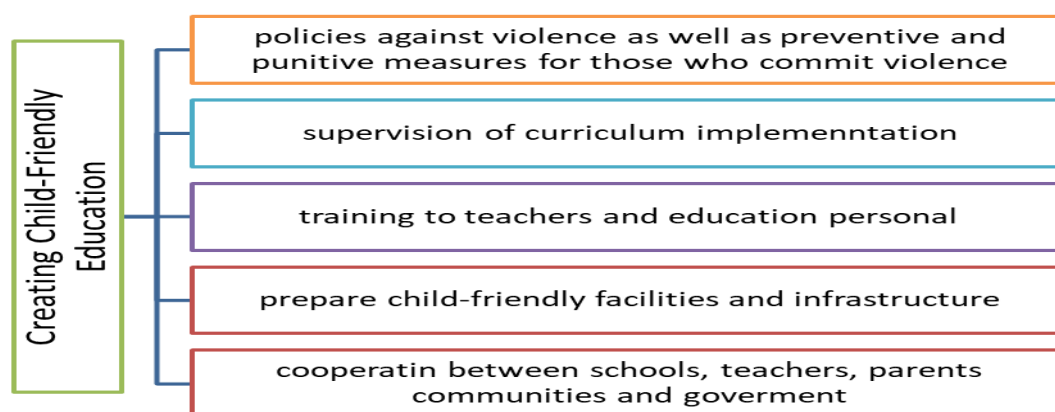 Creating Child-Friendly
Education
policies against violence as well as preventive and
punitive measures for those who commit violence
supervision of curriculum implemenntation
training to teachers and education personal
prepare child-friendly facilities and infrastructure
cooperatin between schools, teachers, parents
communities and goverment